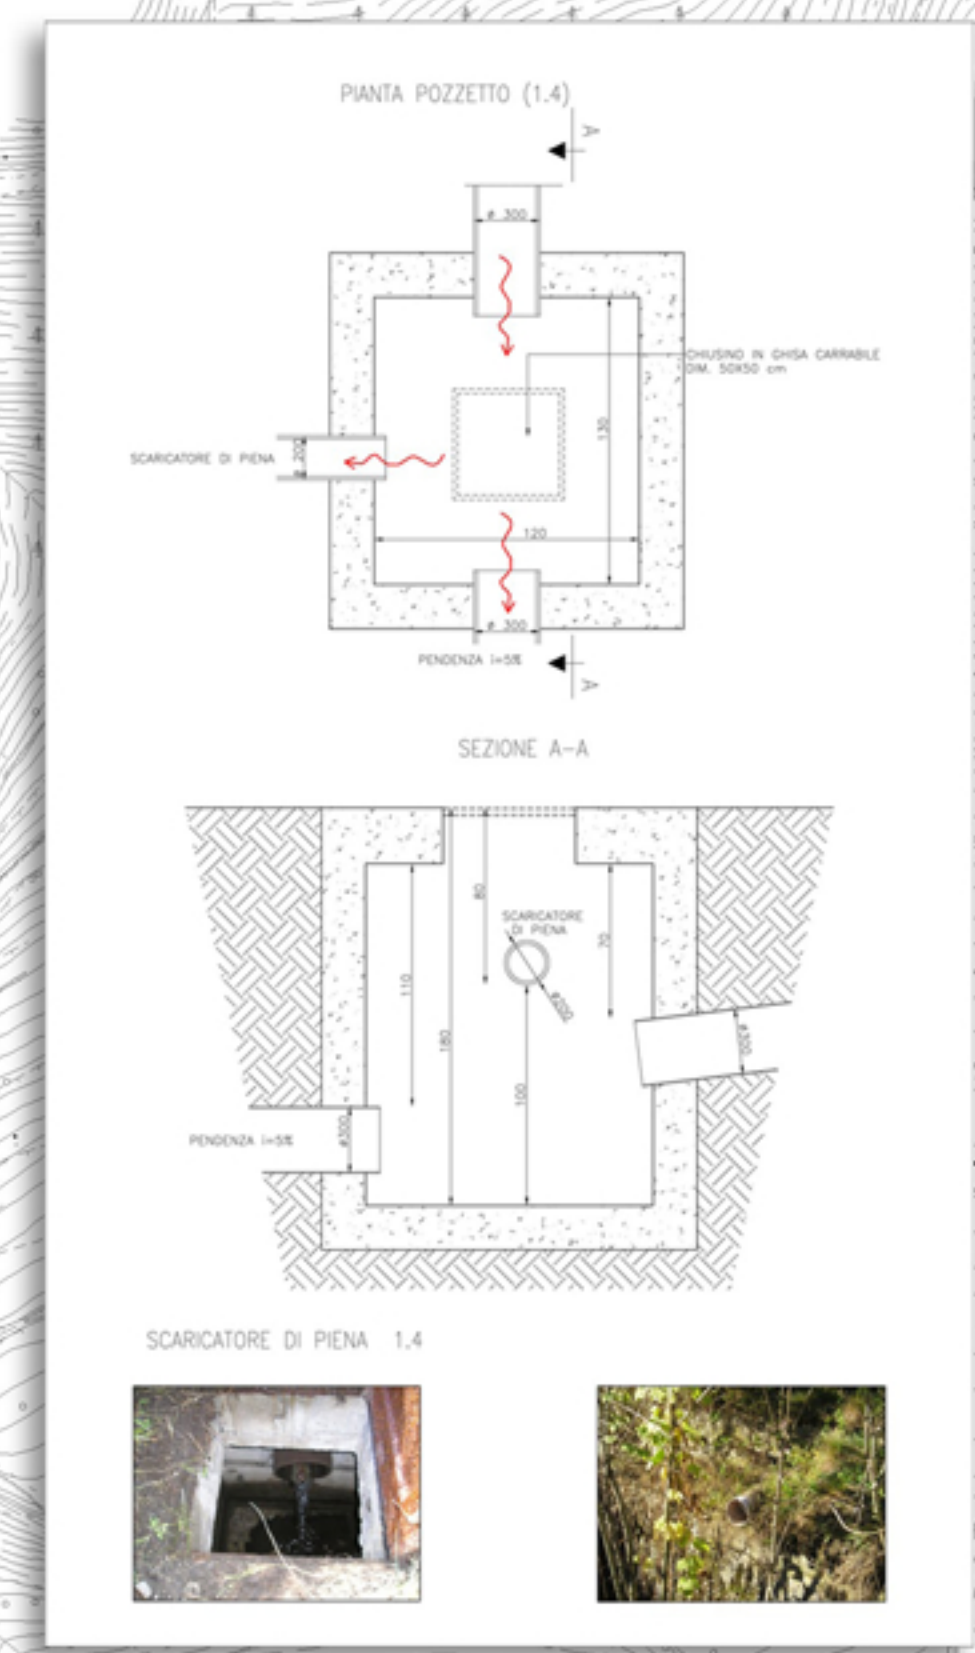 PIANTA POZZETTO (1.4)
A
ø 300
CHIUSINO IN GHISA CARRABILE
DIM. 50X50 cm
130
SCARICATORE DI PIENA
ø 200
120
ø 300
PENDENZA i=5%
A
SEZIONE A-A
80
SCARICATORE
DI PIENA
70
110
ø200
180
ø300
100
PENDENZA i=5%
ø300
SCARICATORE DI PIENA 1.4